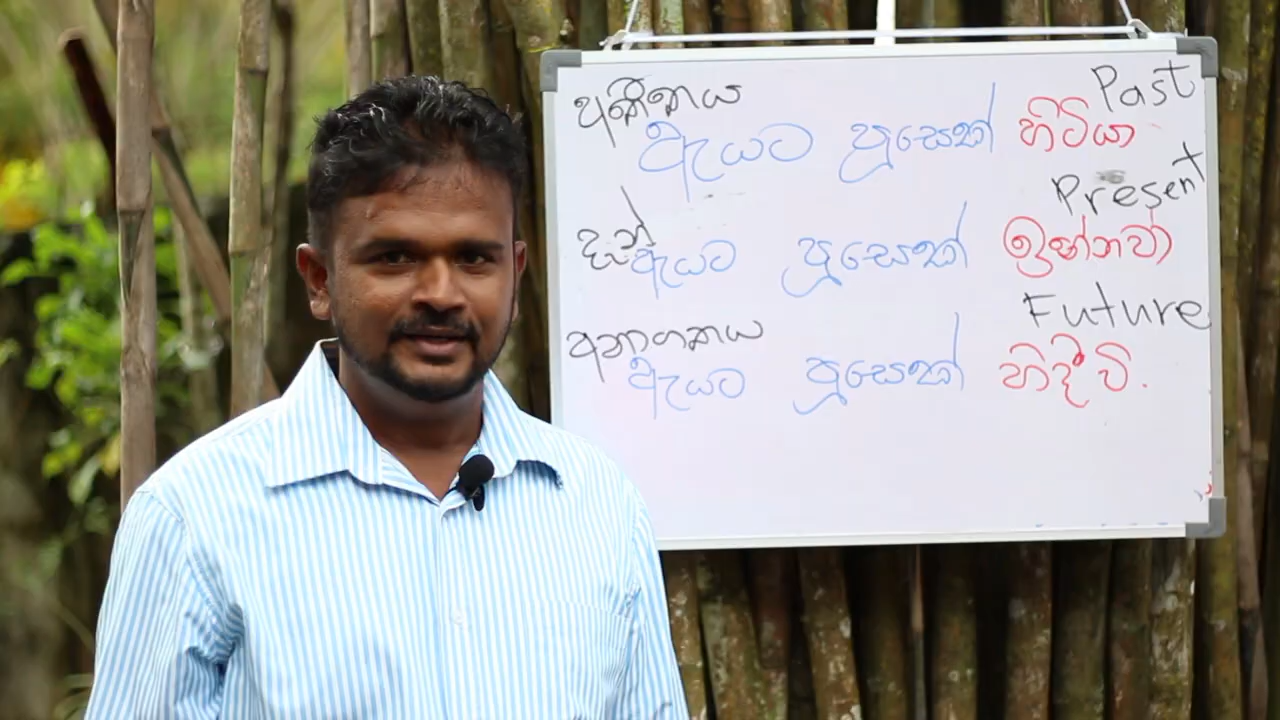 අතීතය Past
ඇයට පූසෙක් හිටියා
Present
දැන් ඇයට පූසෙක් ඉන්නවා
Future
අනාගතය
ඇයට පූසෙක් හිදීවි.